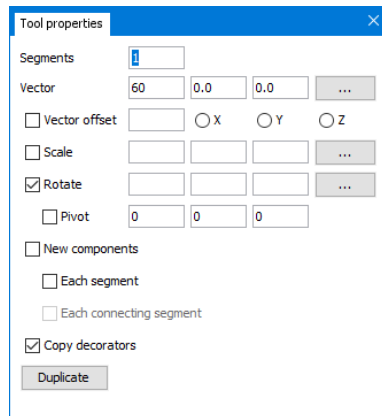 Tool properties
Segments 1
Vector 60 0.0 0.0 ...
Vector offset X Y Z
Scale ...
Rotate ...
Pivot 0 0 0
New components
Each segment
Each connecting segment
Copy decorators
Duplicate